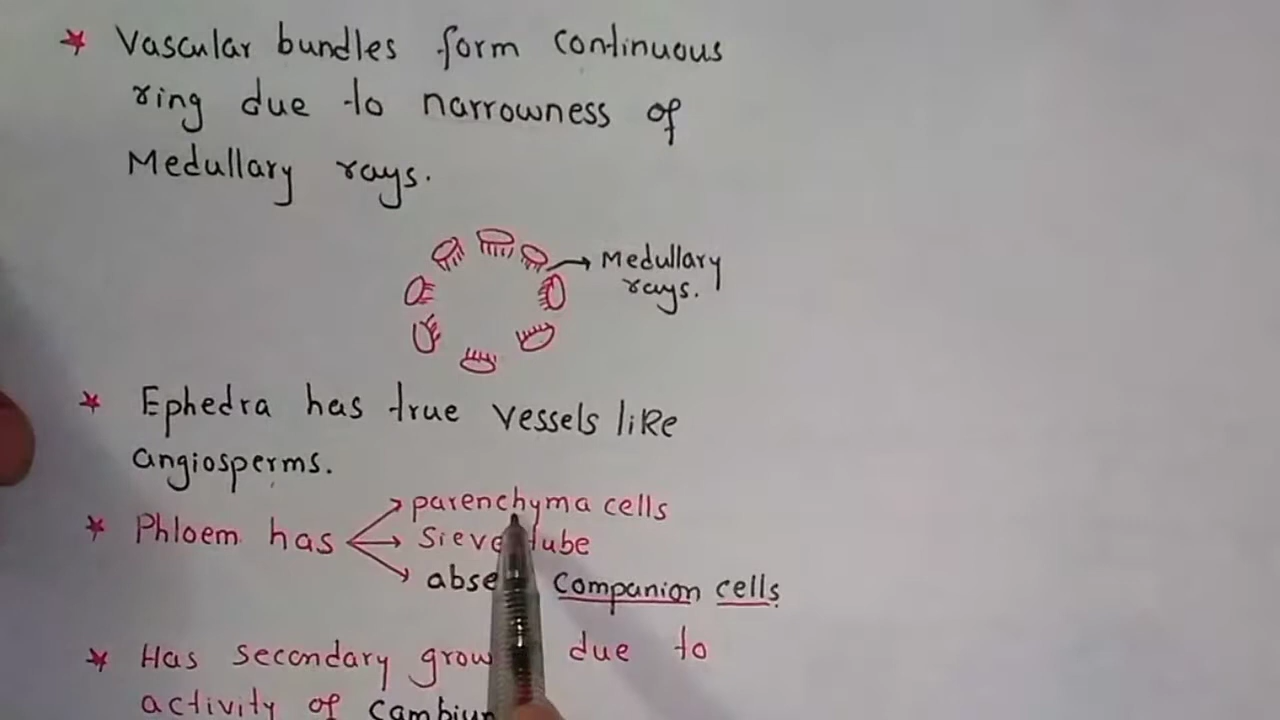 Vascular bundles form continuous
ring due to narrowness of
Medullary rays.
Medullary
rays.
Ephedra has true vessels like
angiosperms.
Phloem has
parenchyma cells
Sieve tube
Companion cells
Has secondary due to
activity of